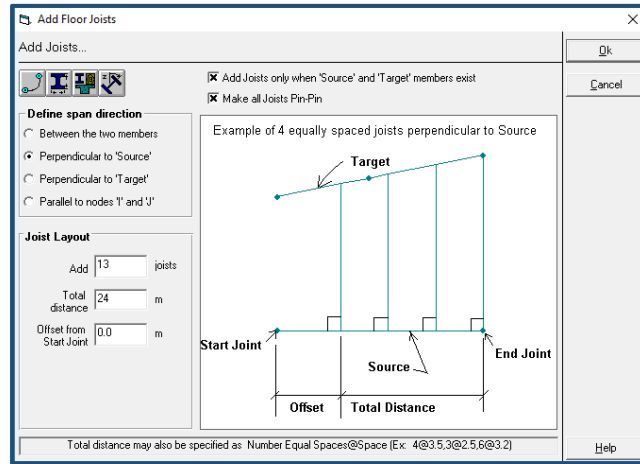 Add Floor Joists
Add Joists...
Ok
Cancel
Add Joists only when 'Source' and 'Target' members exist
Make all Joists Pin-Pin
Define span direction
Between the two members
Perpendicular to 'Source'
Perpendicular to 'Target'
Parallel to nodes 'I' and 'J'
Joist Layout
Add 13 joists
Total
distance 24 m
Offset from
Start Joint 0.0 m
Example of 4 equally spaced joists perpendicular to Source
Target
Start Joint
End Joint
Source
Offset Total Distance
Total distance may also be specified as Number Equal Spaces@Space (Ex: 4@3.5,3@2.5,6@3.2)
Help